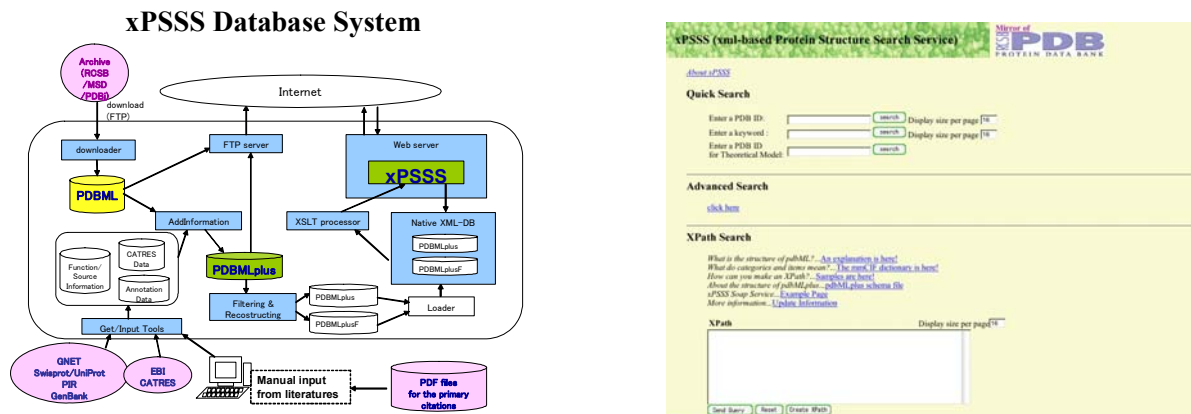 xPSSS Database System
Archive
(RCSB
/MSD
/PDBj)
download
(FTP)
Internet
downloader
FTP server
Web server
xPSSS
PDBML
AddInformation
XSLT processor
Native XML-DB
PDBMLplus
PDBMLplusF
Function/
Source
Information
CATRES
Data
Annotation
Data
PDBMLplus
Filtering &
Recostructing
PDBMLplus
PDBMLplusF
Loader
Get/Input Tools
GNET
Swisprot/UniProt
PIR
GenBank
EBI
CATRES
Manual input
from literatures
PDF files
for the primary
citations
xPSSS (xml-based Protein Structure Search Service)
Mirror of
RCSB
PDB
PROTEIN DATA BANK
About xPSSS
Quick Search
Enter a PDB ID: search Display size per page 10
Enter a keyword : search Display size per page 10
Enter a PDB ID
for Theoretical Model: search
Advanced Search
click here
XPath Search
What is the structure of pdbML?...An explanation is here!
What do categories and items mean?...The mmCIF dictionary is here!
How can you make an XPath?...Samples are here!
About the structure of pdbMLplus...pdbMLplus schema file
xPSSS Soap Service...Example Page
More information...Update Information
XPath Display size per page 10
Send Query Reset Create XPath